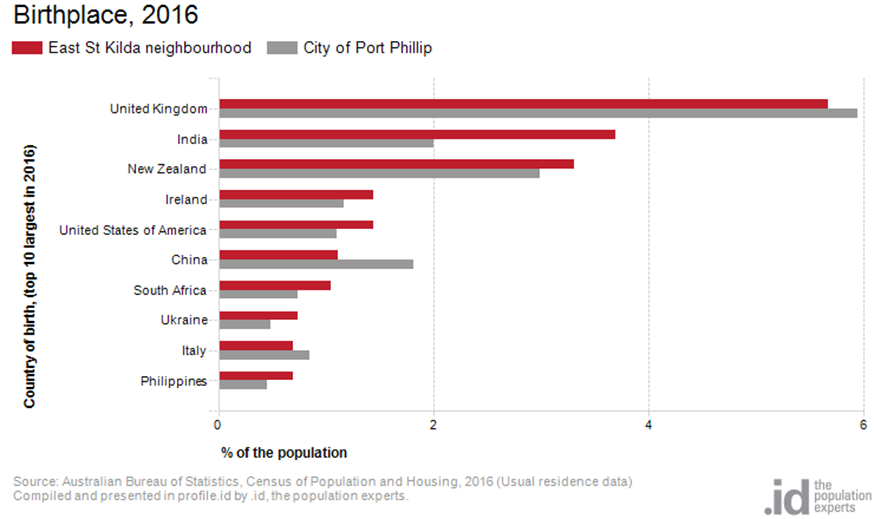 Birthplace, 2016
East St Kilda neighbourhood
City of Port Phillip
Country of birth, (top 10 largest in 2016)
United Kingdom
India
New Zealand
Ireland
United States of America
China
South Africa
Ukraine
Italy
Philippines
0 2 4 6
% of the population
Source: Australian Bureau of Statistics, Census of Population and Housing, 2016 (Usual residence data)
Compiled and presented in profile.id by .id, the population experts.
.id the
population
experts